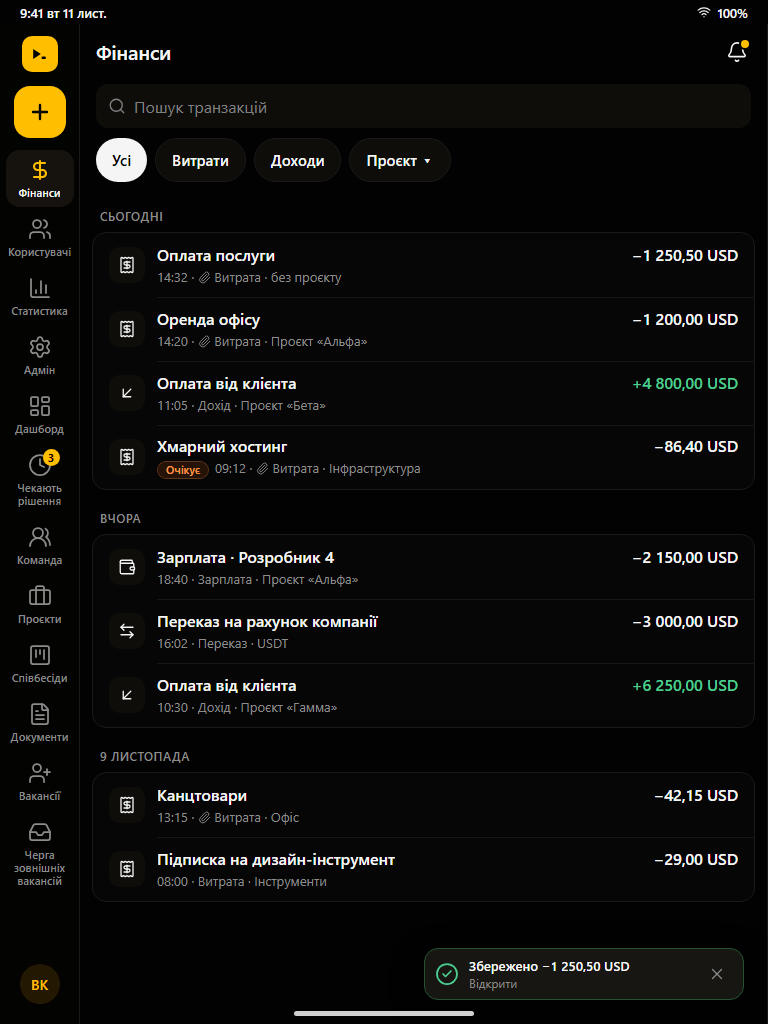 9:41 вт 11 лист.
100%
Фінанси
Пошук транзакцій
Усі
Витрати
Доходи
Проєкт
Фінанси
Користувачі
Статистика
Адмін
Дашборд
3
Чекають
рішення
Команда
Проєкти
Співбесіди
Документи
Вакансії
Черга
зовнішніх
вакансій
ВК
СЬОГОДНІ
Оплата послуги
−1 250,50 USD
14:32 · Витрата · без проєкту
Оренда офісу
−1 200,00 USD
14:20 · Витрата · Проєкт «Альфа»
Оплата від клієнта
+4 800,00 USD
11:05 · Дохід · Проєкт «Бета»
Хмарний хостинг
−86,40 USD
Очікує 09:12 · Витрата · Інфраструктура
ВЧОРА
Зарплата · Розробник 4
−2 150,00 USD
18:40 · Зарплата · Проєкт «Альфа»
Переказ на рахунок компанії
−3 000,00 USD
16:02 · Переказ · USDT
Оплата від клієнта
+6 250,00 USD
10:30 · Дохід · Проєкт «Гамма»
9 ЛИСТОПАДА
Канцтовари
−42,15 USD
13:15 · Витрата · Офіс
Підписка на дизайн-інструмент
−29,00 USD
08:00 · Витрата · Інструменти
Збережено −1 250,50 USD
Відкрити